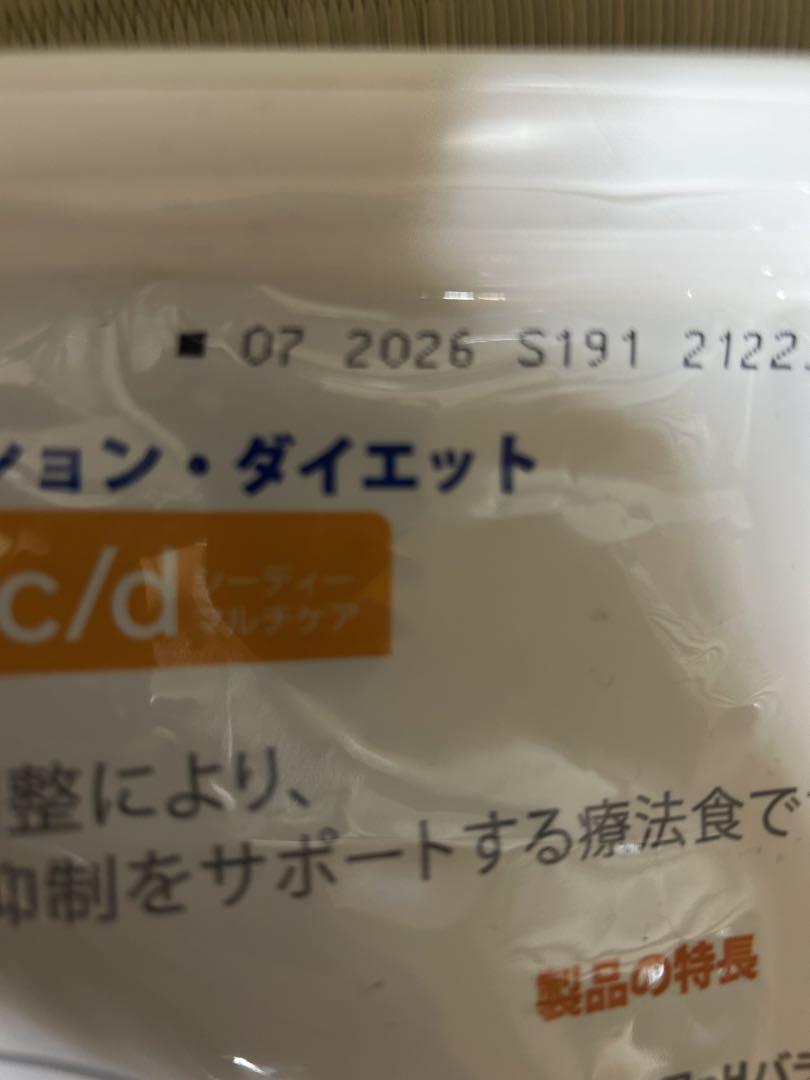 07 2026 S191 2122
ション・ダイエット
c/d
シーディー
マルチケア
整により、
抑制をサポートする療法食で
製品の特長